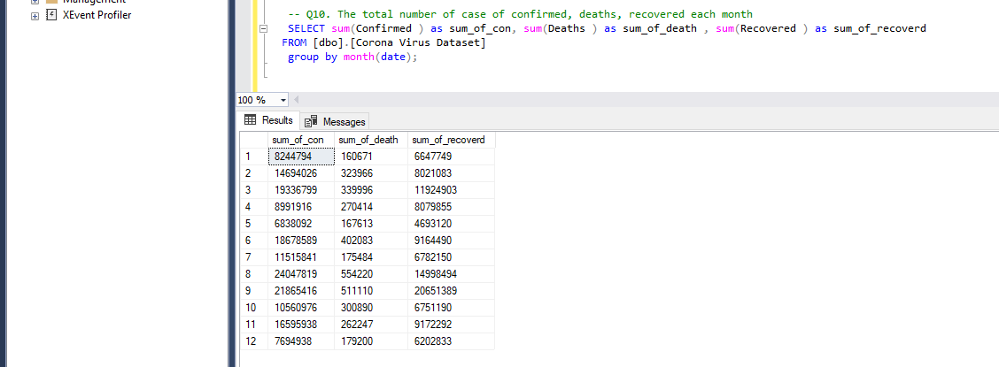 Management
XEvent Profiler
-- Q10. The total number of case of confirmed, deaths, recovered each month
SELECT sum(Confirmed ) as sum_of_con, sum(Deaths ) as sum_of_death , sum(Recovered ) as sum_of_recoverd
FROM [dbo].[Corona Virus Dataset]
group by month(date);
100 %
Results Messages
sum_of_con sum_of_death sum_of_recoverd
1 8244794 160671 6647749
2 14694026 323966 8021083
3 19336799 339996 11924903
4 8991916 270414 8079855
5 6838092 167613 4693120
6 18678589 402083 9164490
7 11515841 175484 6782150
8 24047819 554220 14998494
9 21865416 511110 20651389
10 10560976 300890 6751190
11 16595938 262247 9172292
12 7694938 179200 6202833